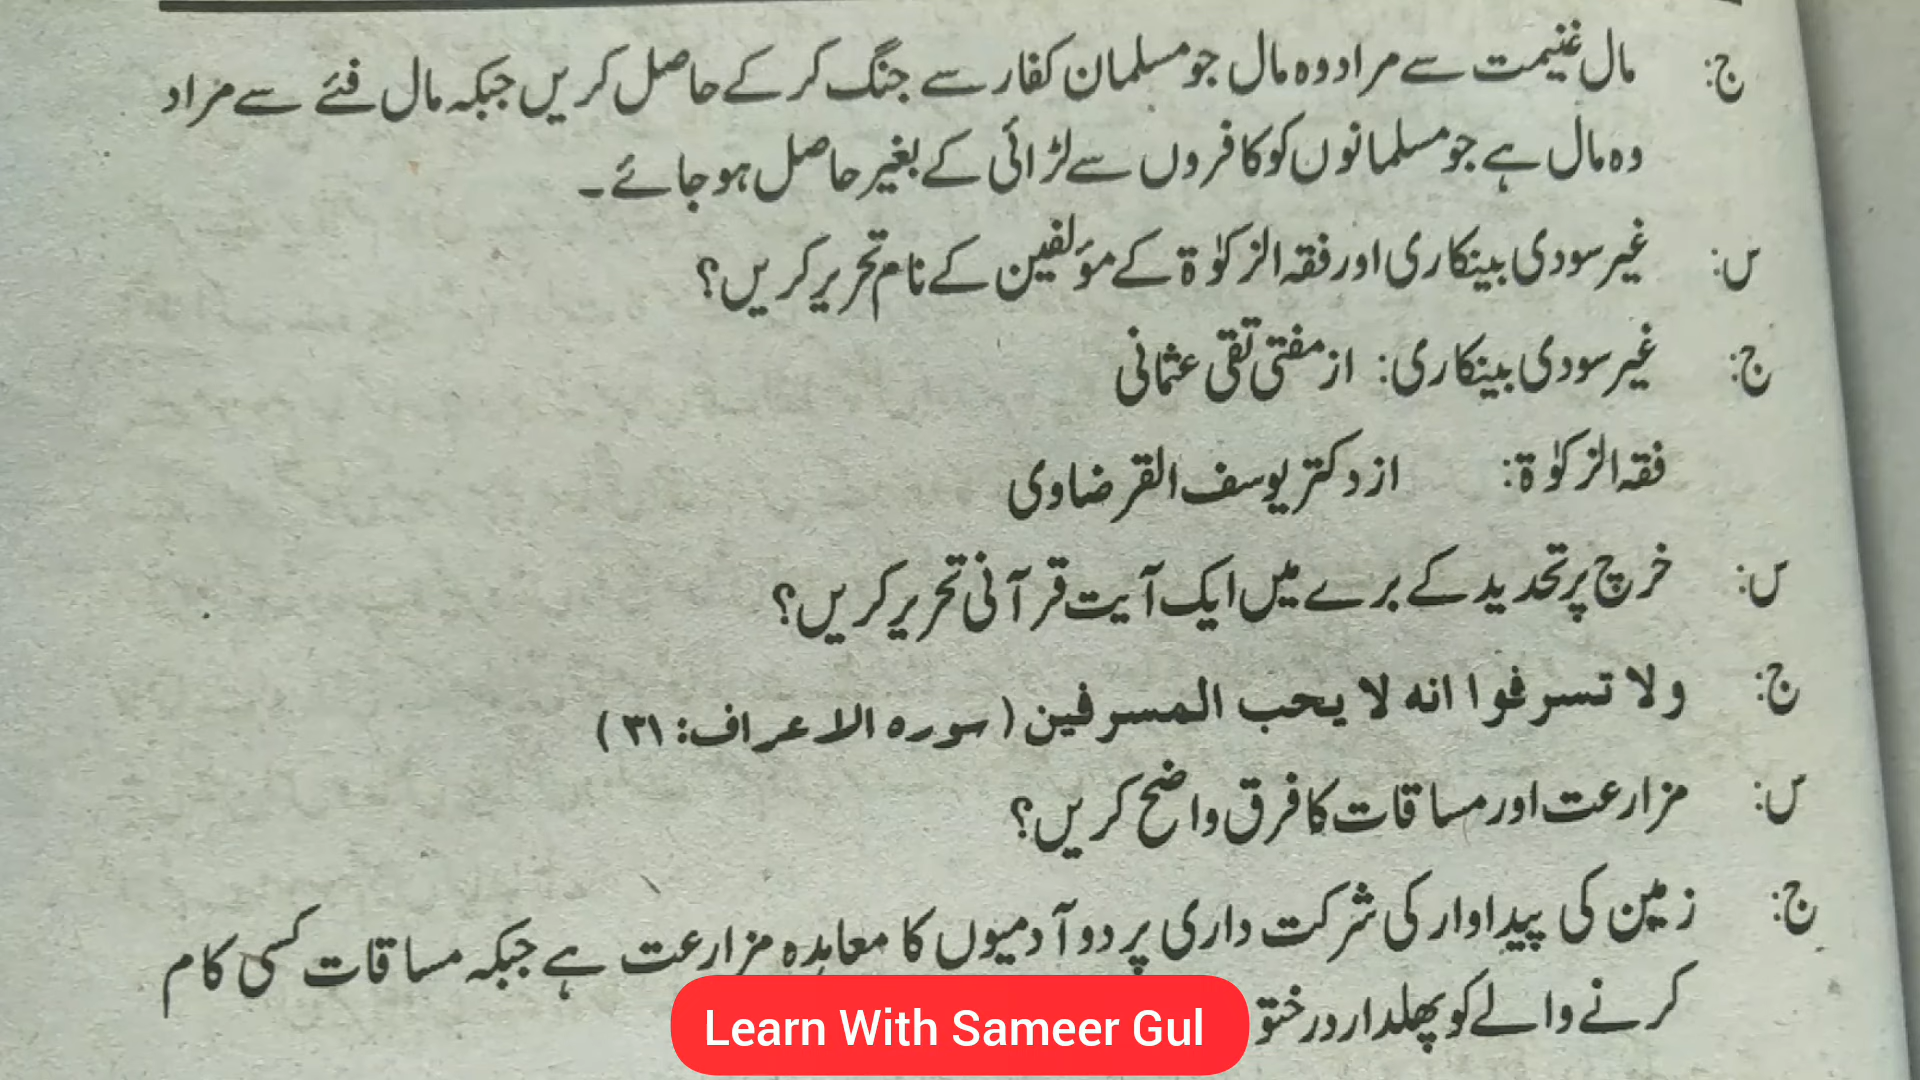 ج: مال غنیمت سے مراد وہ مال جو مسلمان کفار سے جنگ کر کے حاصل کریں جبکہ مال فئے سے مراد
وہ مال ہے جو مسلمانوں کو کافروں سے لڑائی کے بغیر حاصل ہو جائے۔
س: غیر سودی بینکاری اور فقہ الزکوٰۃ کے مؤلفین کے نام تحریر کریں؟
ج: غیر سودی بینکاری: از مفتی تقی عثمانی
فقہ الزکوٰۃ: از دکتر یوسف القرضاوی
س: خرچ پر تحدید کے برے میں ایک آیت قرآنی تحریر کریں؟
ج: ولا تسرفوا انه لا يحب المسرفين (سورہ الاعراف: ۳۱)
س: مزارعت اور مساقات کا فرق واضح کریں؟
ج: زمین کی پیداوار کی شرکت داری پر دو آدمیوں کا معاہدہ مزارعت ہے جبکہ مساقات کسی کام
کرنے والے کو پھلدار درختو
Learn With Sameer Gul